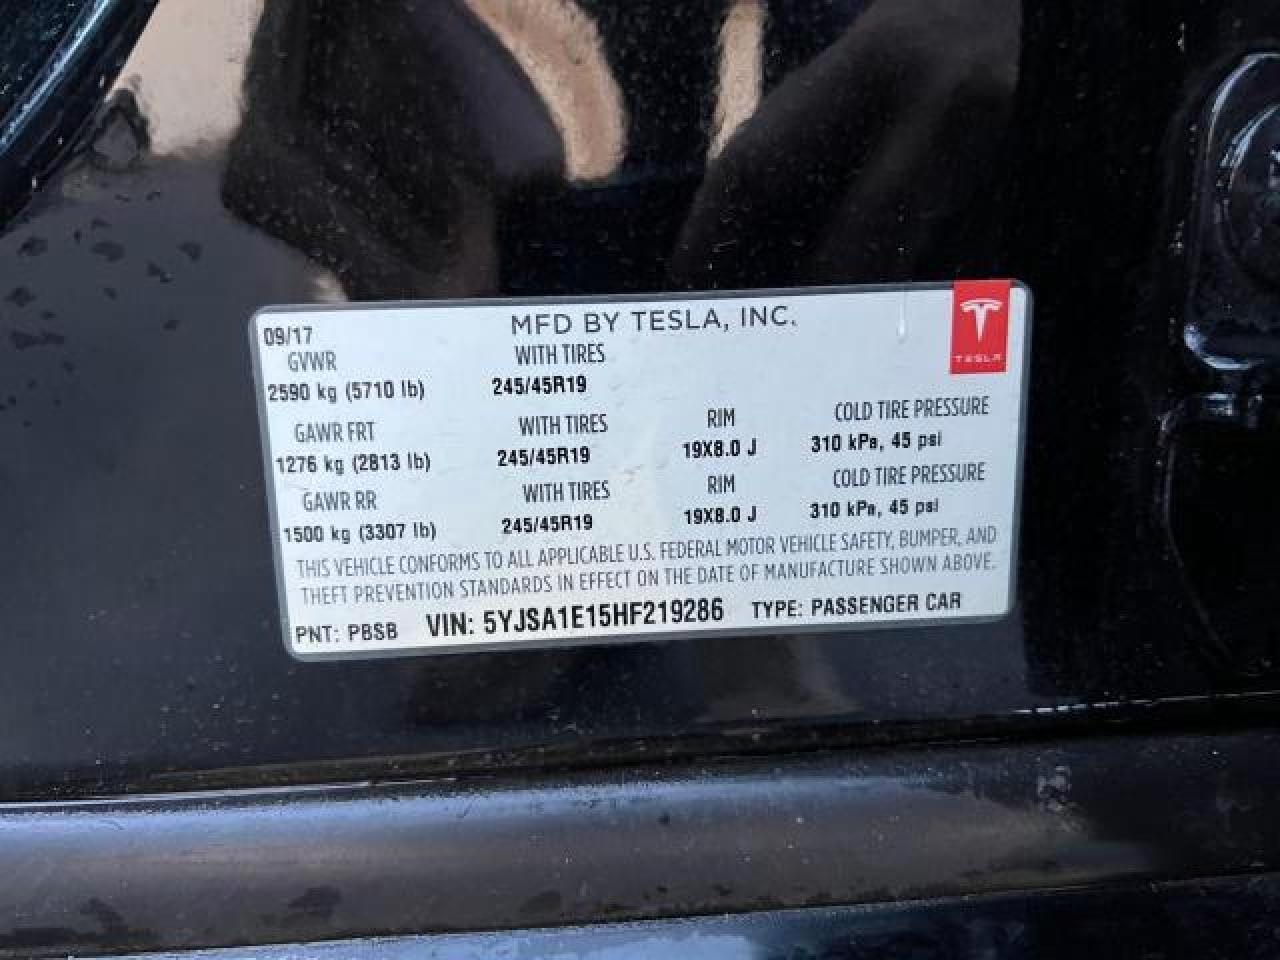 09/17 MFD BY TESLA, INC.
TESLA
GVWR WITH TIRES
2590 kg (5710 lb) 245/45R19
GAWR FRT WITH TIRES RIM COLD TIRE PRESSURE
1276 kg (2813 lb) 245/45R19 19X8.0 J 310 kPa, 45 psi
GAWR RR WITH TIRES RIM COLD TIRE PRESSURE
1500 kg (3307 lb) 245/45R19 19X8.0 J 310 kPa, 45 psi
THIS VEHICLE CONFORMS TO ALL APPLICABLE U.S. FEDERAL MOTOR VEHICLE SAFETY, BUMPER, AND
THEFT PREVENTION STANDARDS IN EFFECT ON THE DATE OF MANUFACTURE SHOWN ABOVE.
PNT: PBSB VIN: 5YJSA1E15HF219286 TYPE: PASSENGER CAR